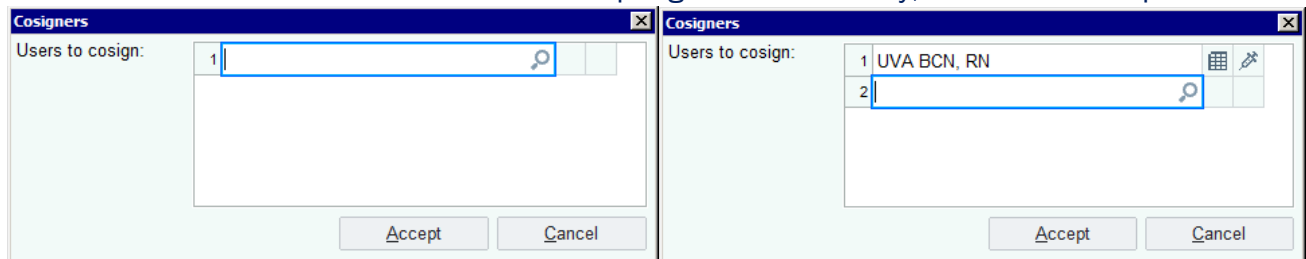 Cosigners
Users to cosign:
1
Accept
Cancel
Cosigners
Users to cosign:
1 UVA BCN, RN
2
Accept
Cancel